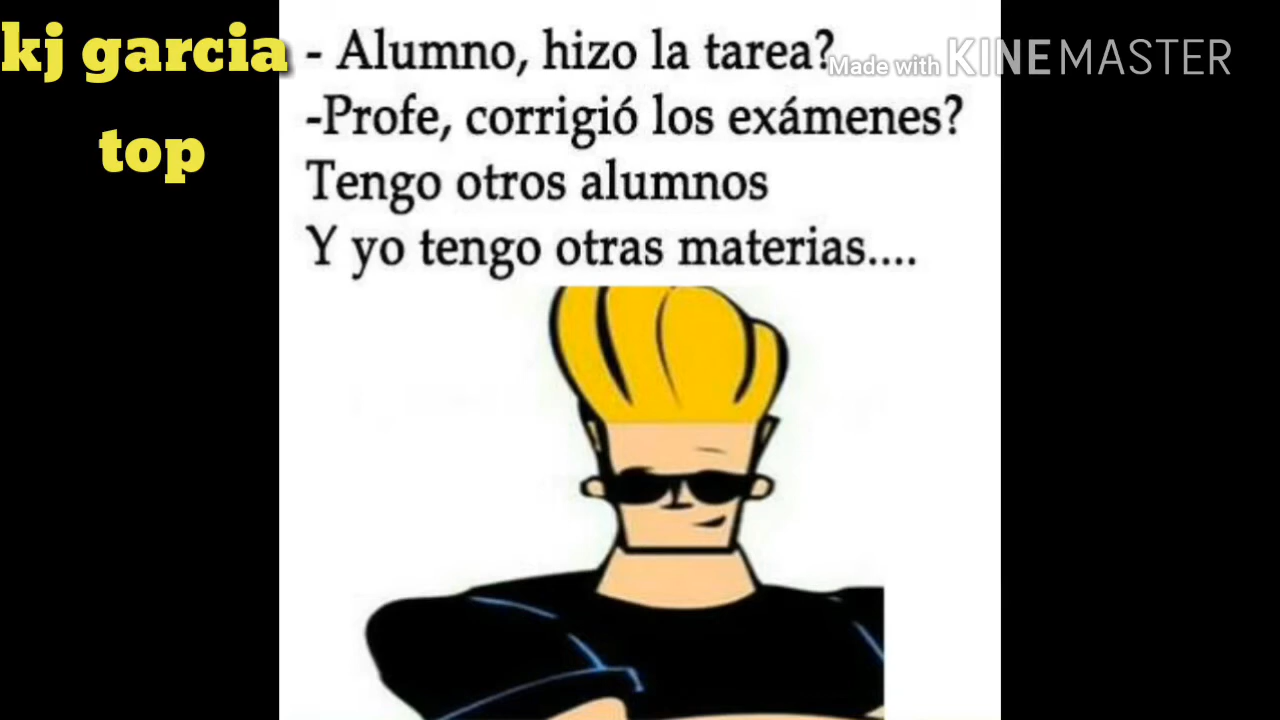 kj garcia
top
- Alumno, hizo la tarea?
Made with KINEMASTER
-Profe, corrigió los exámenes?
Tengo otros alumnos
Y yo tengo otras materias....